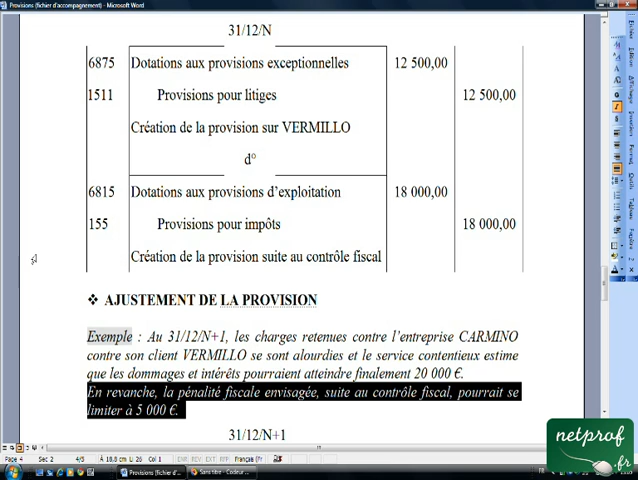 Provisions (fichier d'accompagnement) - Microsoft Word
31/12/N
6875 Dotations aux provisions exceptionnelles 12 500,00
1511 Provisions pour litiges 12 500,00
Création de la provision sur VERMILLO
d°
6815 Dotations aux provisions d'exploitation 18 000,00
155 Provisions pour impôts 18 000,00
Création de la provision suite au contrôle fiscal
❖ AJUSTEMENT DE LA PROVISION
Exemple : Au 31/12/N+1, les charges retenues contre l'entreprise CARMINO
contre son client VERMILLO se sont alourdies et le service contentieux estime
que les dommages et intérêts pourraient atteindre finalement 20 000 €.
En revanche, la pénalité fiscale envisagée, suite au contrôle fiscal, pourrait se
limiter à 5 000 €.
31/12/N+1
netprof
.fr
Page 4 Sec 2 4/5 À 18,8 cm Li 26 Col 1 ENR REV EXT RFP Français (Fr
Provisions (fichier d'... Sans titre - Codeur ... FR